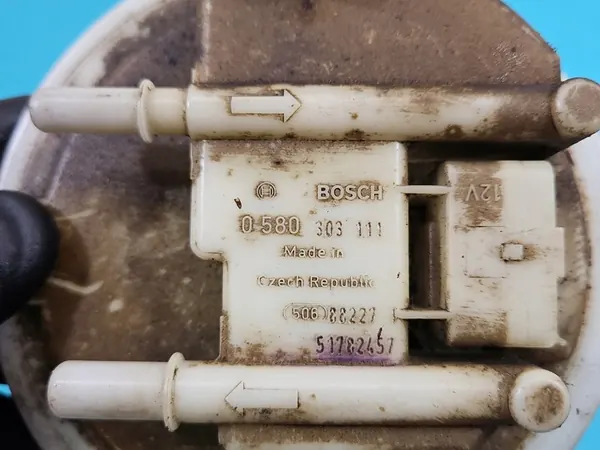 BOSCH
0 580 303 111
12V
Made in
Czech Republic
506 88227
51782457